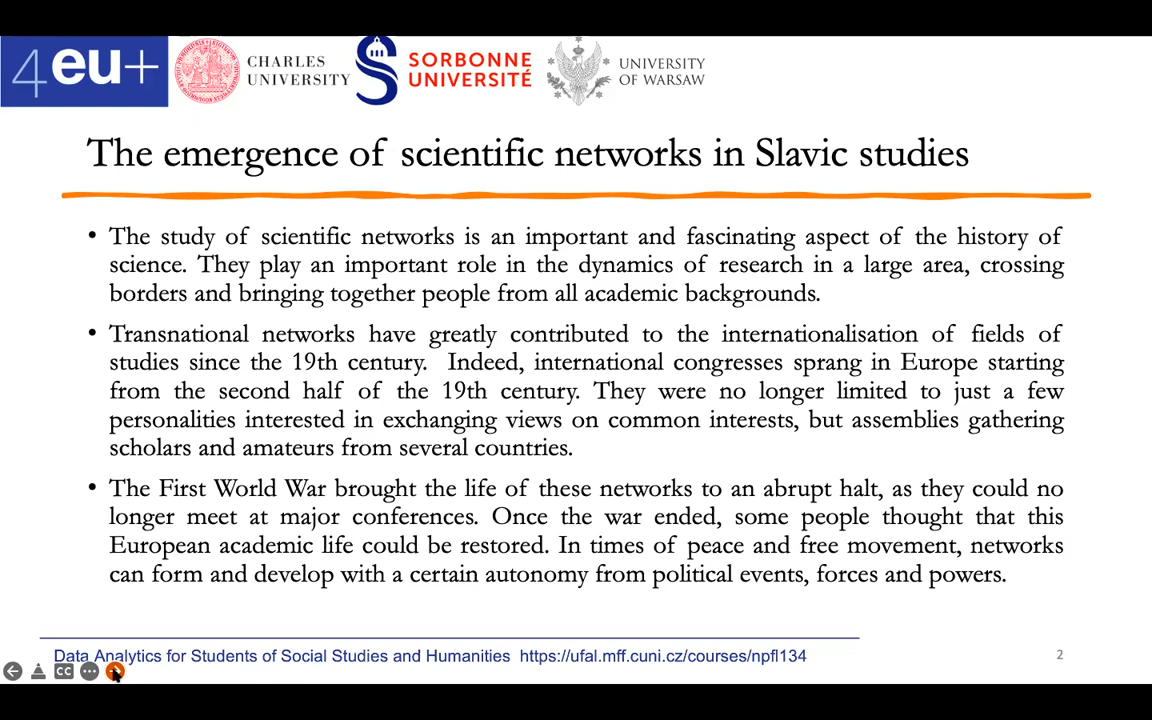 4eu+
CHARLES
UNIVERSITY
SORBONNE
UNIVERSITÉ
UNIVERSITY
OF WARSAW
The emergence of scientific networks in Slavic studies
• The study of scientific networks is an important and fascinating aspect of the history of
science. They play an important role in the dynamics of research in a large area, crossing
borders and bringing together people from all academic backgrounds.
• Transnational networks have greatly contributed to the internationalisation of fields of
studies since the 19th century. Indeed, international congresses sprang in Europe starting
from the second half of the 19th century. They were no longer limited to just a few
personalities interested in exchanging views on common interests, but assemblies gathering
scholars and amateurs from several countries.
• The First World War brought the life of these networks to an abrupt halt, as they could no
longer meet at major conferences. Once the war ended, some people thought that this
European academic life could be restored. In times of peace and free movement, networks
can form and develop with a certain autonomy from political events, forces and powers.
Data Analytics for Students of Social Studies and Humanities https://ufal.mff.cuni.cz/courses/npfl134
2
CC